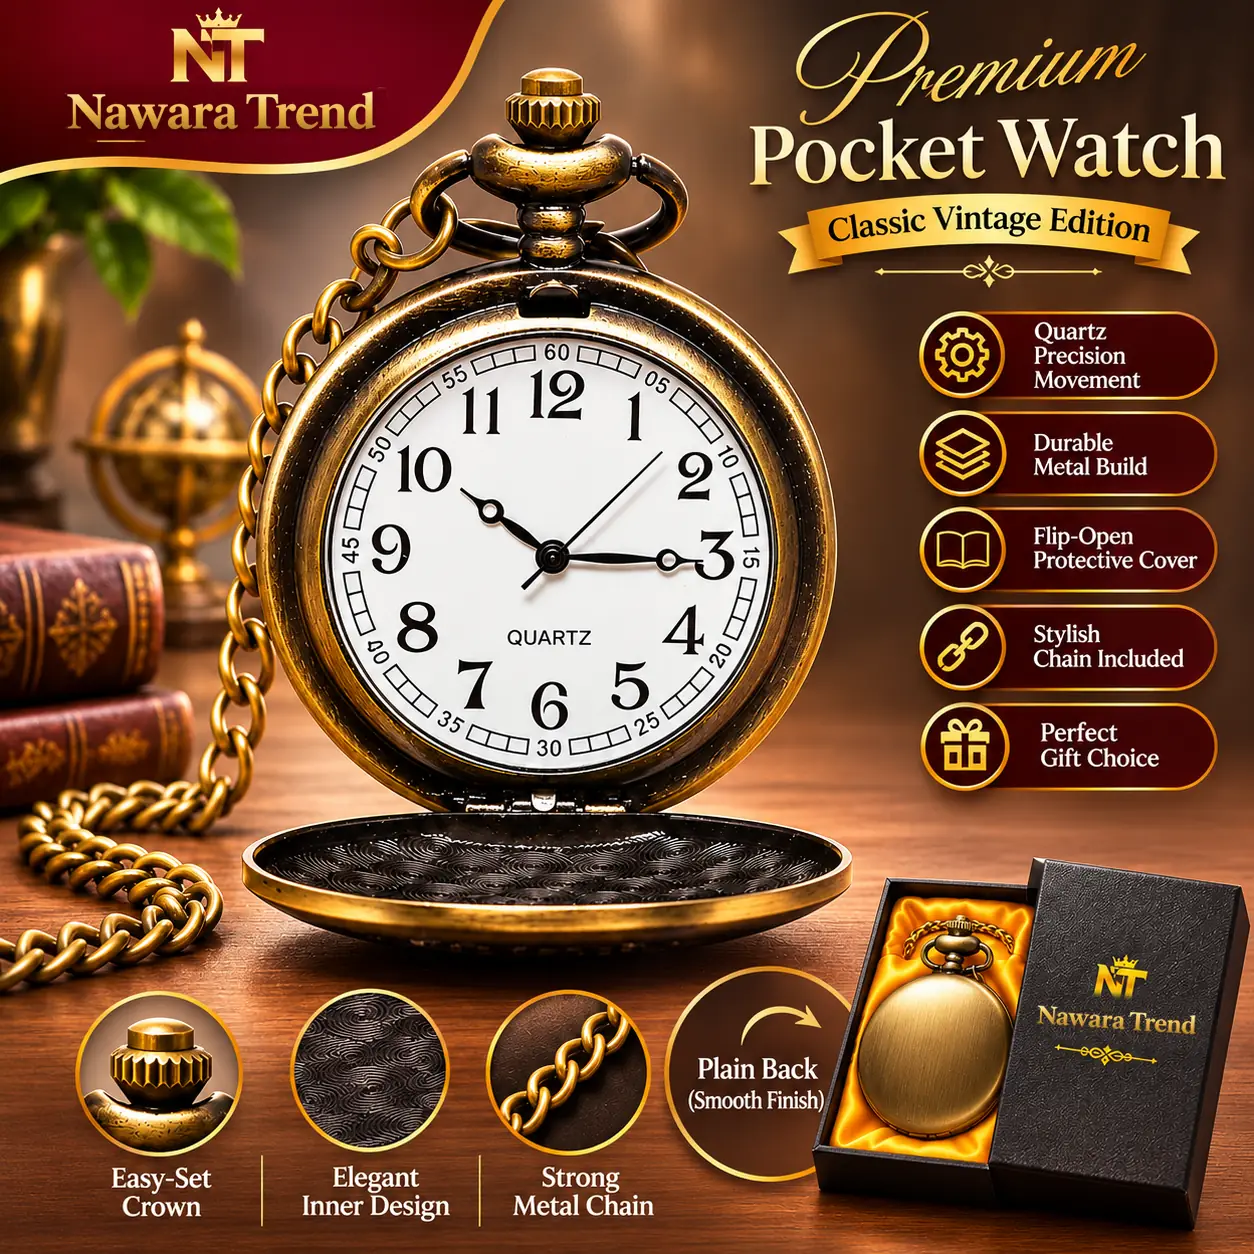 NT
Nawara Trend
Premium
Pocket Watch
Classic Vintage Edition
Quartz
Precision
Movement
Durable
Metal Build
Flip-Open
Protective Cover
Stylish
Chain Included
Perfect
Gift Choice
60
05
10
15
20
25
30
35
40
45
50
55
12
1
2
3
4
5
6
7
8
9
10
11
QUARTZ
Easy-Set
Crown
Elegant
Inner Design
Strong
Metal Chain
Plain Back
(Smooth Finish)
NT
Nawara Trend